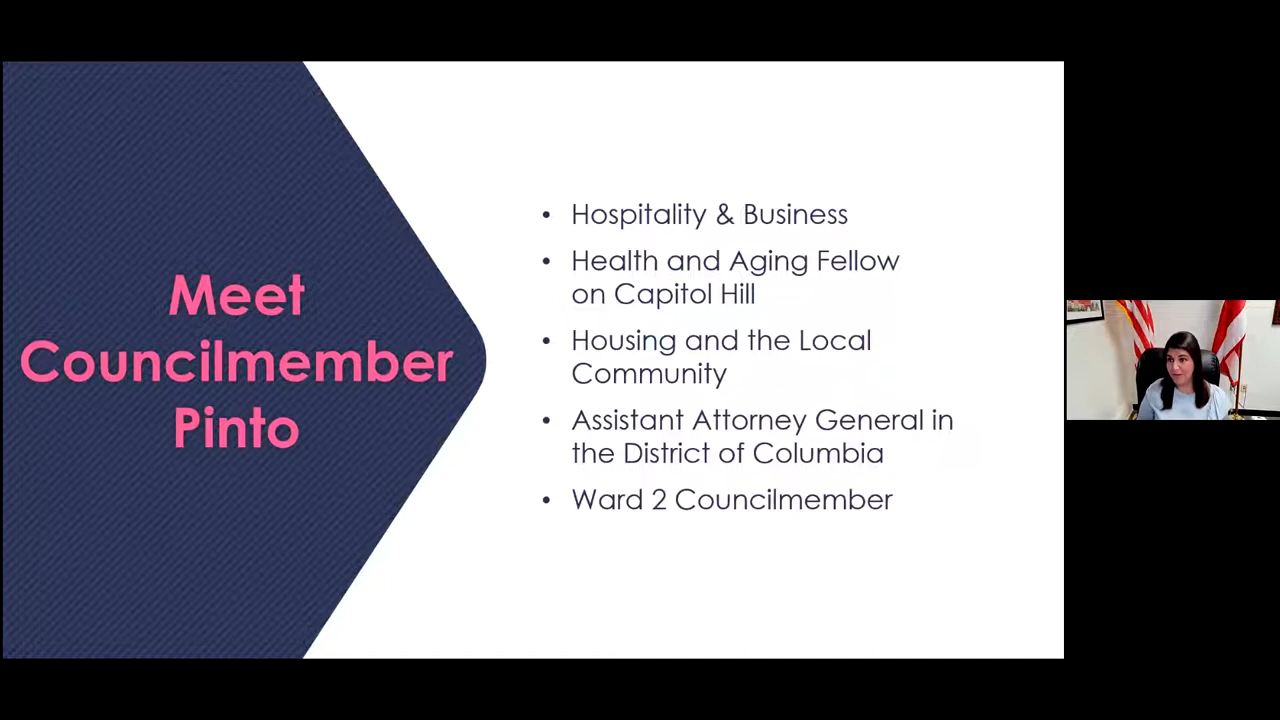 Meet
Councilmember
Pinto
• Hospitality & Business
• Health and Aging Fellow
on Capitol Hill
• Housing and the Local
Community
• Assistant Attorney General in
the District of Columbia
• Ward 2 Councilmember